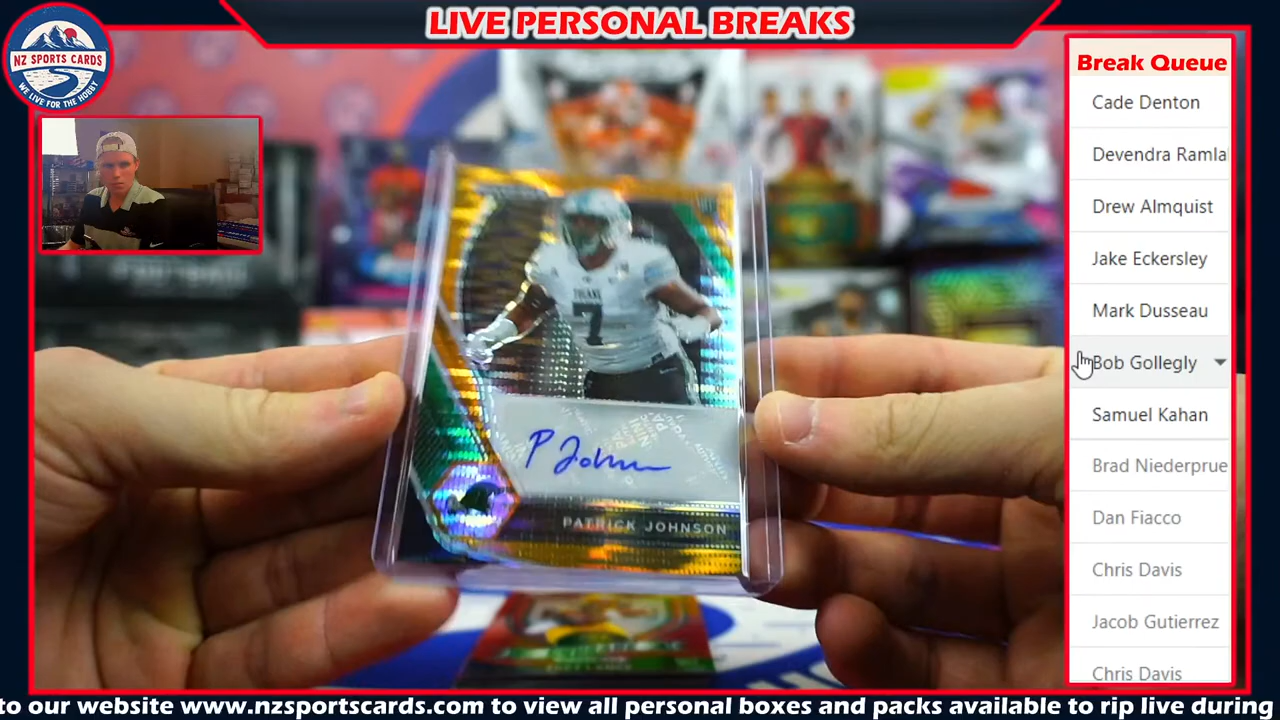 LIVE PERSONAL BREAKS
NZ SPORTS CARDS
WE LIVE FOR THE HOBBY
Break Queue
Cade Denton
Devendra Ramla
Drew Almquist
Jake Eckersley
Mark Dusseau
Bob Gollegly
Samuel Kahan
Brad Niederprue
Dan Fiacco
Chris Davis
Jacob Gutierrez
Chris Davis
TULANE
7
P Johnson
PATRICK JOHNSON
to our website www.nzsportscards.com to view all personal boxes and packs available to rip live during